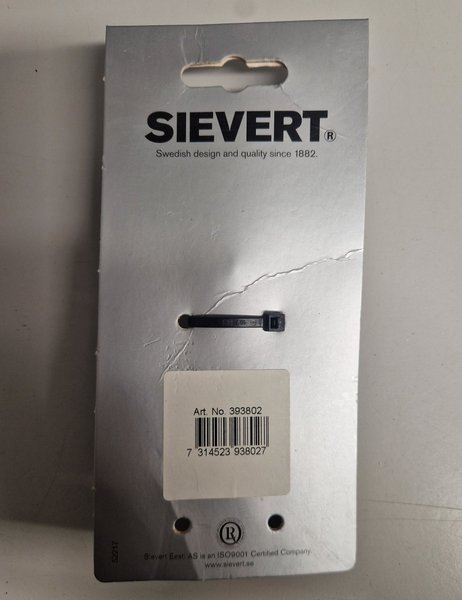 SIEVERT®
Swedish design and quality since 1882.
Art. No. 393802
7 314523 938027
Sievert Eesti AS is an ISO9001 Certified Company
www.sievert.se